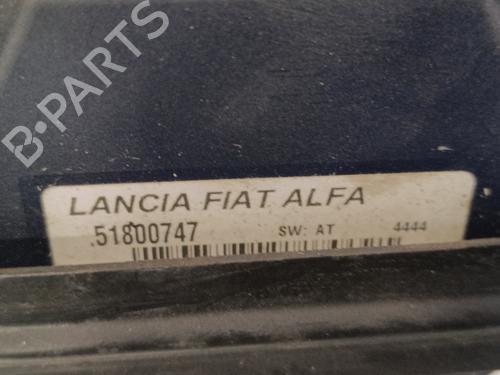 B-PARTS
LANCIA FIAT ALFA
51800747 SW: AT 4444